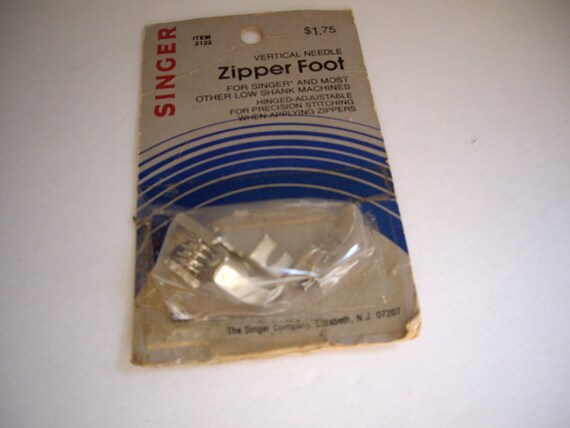 SINGER
ITEM
2122
$1.75
VERTICAL NEEDLE
Zipper Foot
FOR SINGER* AND MOST
OTHER LOW SHANK MACHINES
HINGED-ADJUSTABLE
FOR PRECISION STITCHING
WHEN APPLYING ZIPPERS
The Singer Company, Elizabeth, N.J. 07207